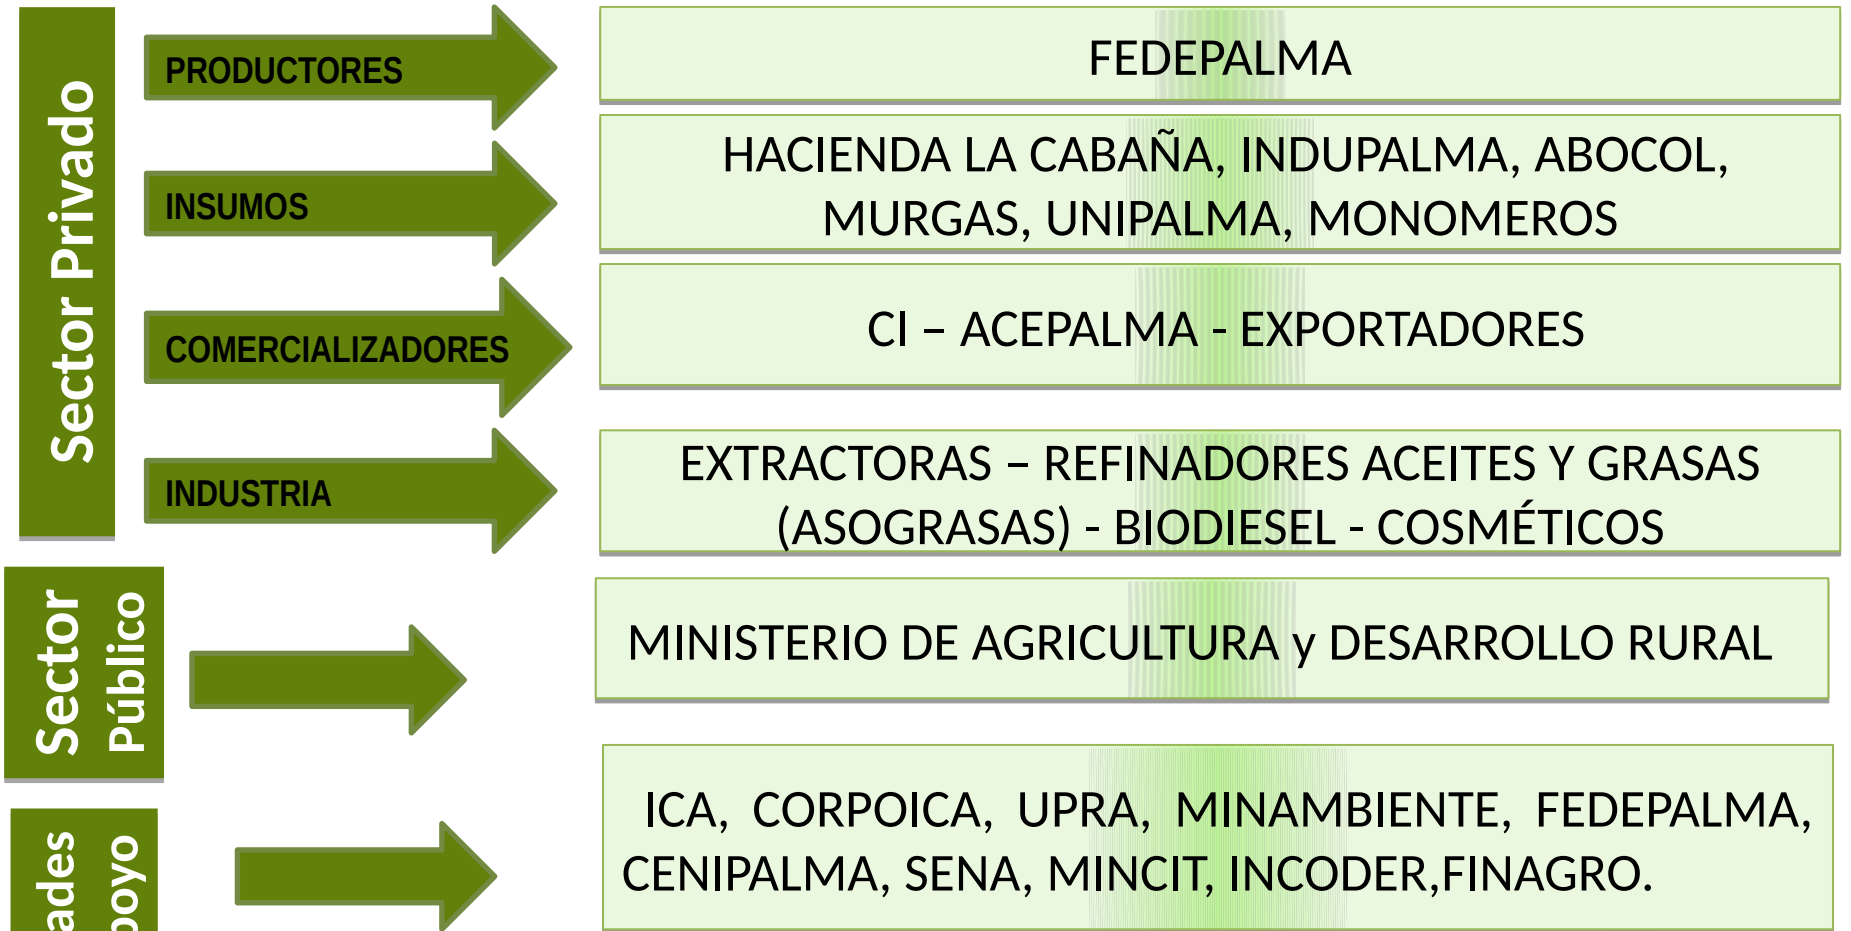 Sector Privado
PRODUCTORES
FEDEPALMA
INSUMOS
HACIENDA LA CABAÑA, INDUPALMA, ABOCOL,
MURGAS, UNIPALMA, MONOMEROS
COMERCIALIZADORES
CI – ACEPALMA - EXPORTADORES
INDUSTRIA
EXTRACTORAS – REFINADORES ACEITES Y GRASAS
(ASOGRASAS) - BIODIESEL - COSMÉTICOS
Sector
Público
MINISTERIO DE AGRICULTURA y DESARROLLO RURAL
ICA, CORPOICA, UPRA, MINAMBIENTE, FEDEPALMA,
CENIPALMA, SENA, MINCIT, INCODER,FINAGRO.